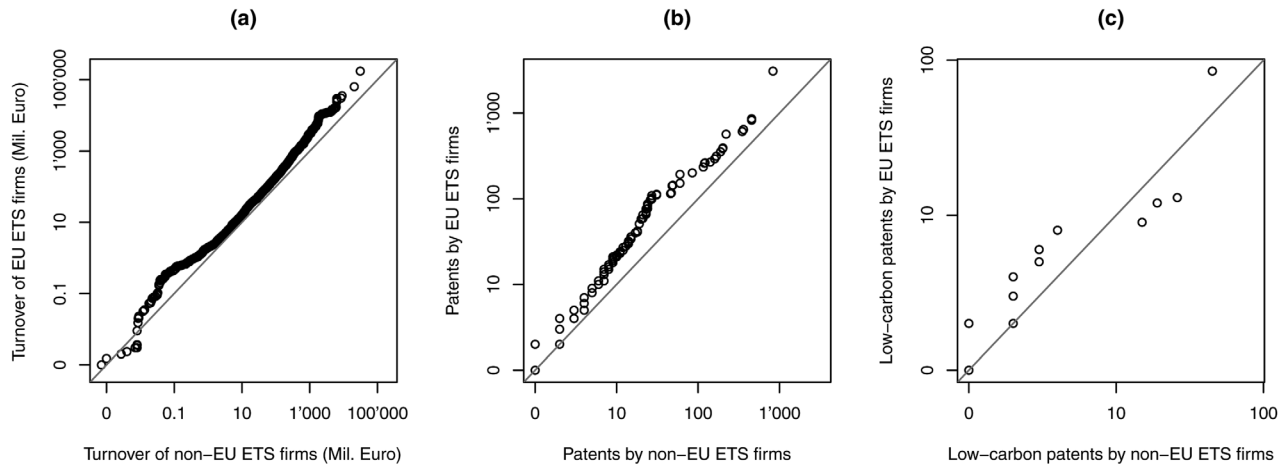 (a)
(b)
(c)
Turnover of EU ETS firms (Mil. Euro)
100'000
1'000
10
0.1
0
0
0.1
10
1'000
100'000
Turnover of non−EU ETS firms (Mil. Euro)
Patents by EU ETS firms
1'000
100
10
0
0
10
100
1'000
Patents by non−EU ETS firms
Low−carbon patents by EU ETS firms
100
10
0
0
10
100
Low−carbon patents by non−EU ETS firms